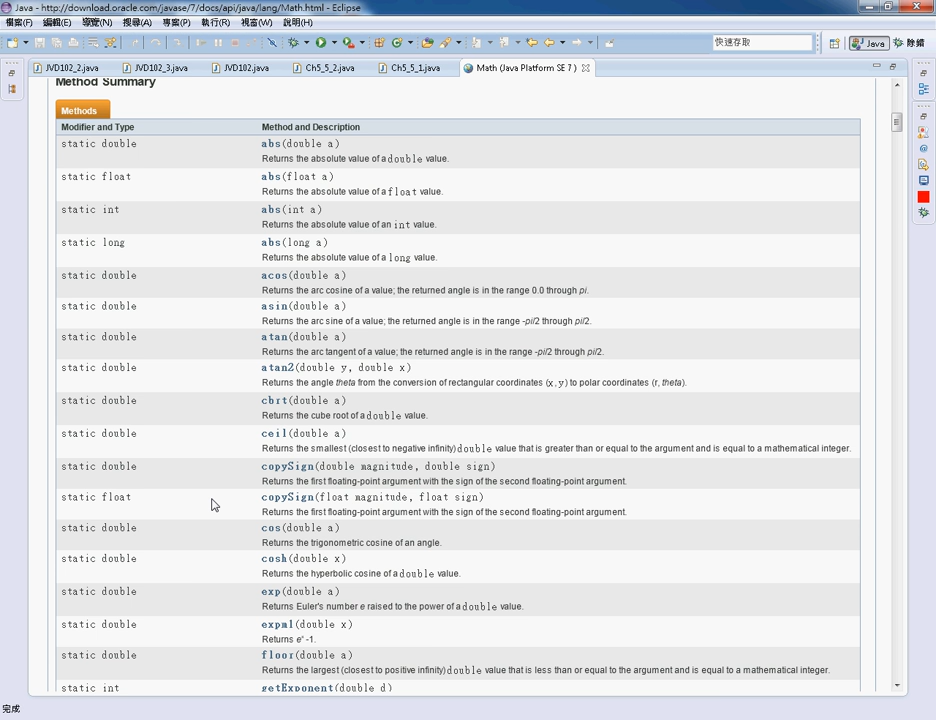 Java - http://download.oracle.com/javase/7/docs/api/java/lang/Math.html - Eclipse
檔案(F) 編輯(E) 導覽(N) 搜尋(A) 專案(P) 執行(R) 視窗(W) 說明(H)
快速存取
Java
除錯
JVD102_2.java
JVD102_3.java
JVD102.java
Ch5_5_2.java
Ch5_5_1.java
Math (Java Platform SE 7 )
Method Summary
Methods
Modifier and Type Method and Description
static double abs(double a)
Returns the absolute value of a double value.
static float abs(float a)
Returns the absolute value of a float value.
static int abs(int a)
Returns the absolute value of an int value.
static long abs(long a)
Returns the absolute value of a long value.
static double acos(double a)
Returns the arc cosine of a value; the returned angle is in the range 0.0 through pi.
static double asin(double a)
Returns the arc sine of a value; the returned angle is in the range -pi/2 through pi/2.
static double atan(double a)
Returns the arc tangent of a value; the returned angle is in the range -pi/2 through pi/2.
static double atan2(double y, double x)
Returns the angle theta from the conversion of rectangular coordinates (x, y) to polar coordinates (r, theta).
static double cbrt(double a)
Returns the cube root of a double value.
static double ceil(double a)
Returns the smallest (closest to negative infinity) double value that is greater than or equal to the argument and is equal to a mathematical integer.
static double copySign(double magnitude, double sign)
Returns the first floating-point argument with the sign of the second floating-point argument.
static float copySign(float magnitude, float sign)
Returns the first floating-point argument with the sign of the second floating-point argument.
static double cos(double a)
Returns the trigonometric cosine of an angle.
static double cosh(double x)
Returns the hyperbolic cosine of a double value.
static double exp(double a)
Returns Euler's number e raised to the power of a double value.
static double expm1(double x)
Returns eˣ -1.
static double floor(double a)
Returns the largest (closest to positive infinity) double value that is less than or equal to the argument and is equal to a mathematical integer.
static int getExponent(double d)
完成